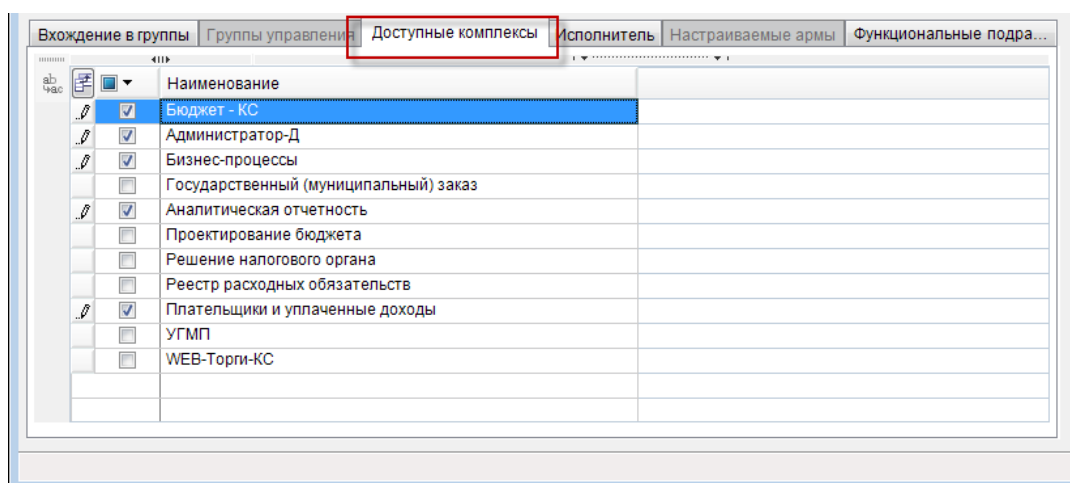 Вхождение в группы Группы управления Доступные комплексы Исполнитель Настраиваемые армы Функциональные подра...
Наименование
Бюджет - КС
Администратор-Д
Бизнес-процессы
Государственный (муниципальный) заказ
Аналитическая отчетность
Проектирование бюджета
Решение налогового органа
Реестр расходных обязательств
Плательщики и уплаченные доходы
УГМП
WEB-Торги-КС